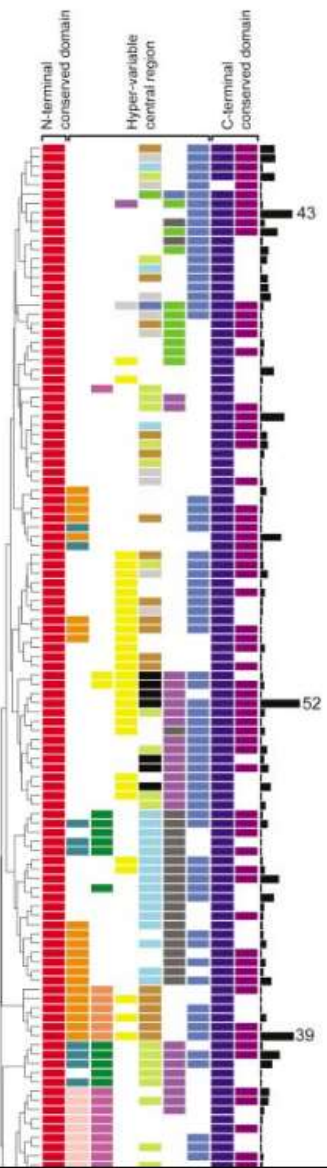 N-terminal
conserved domain
Hyper-variable
central region
C-terminal
conserved domain
43
52
39